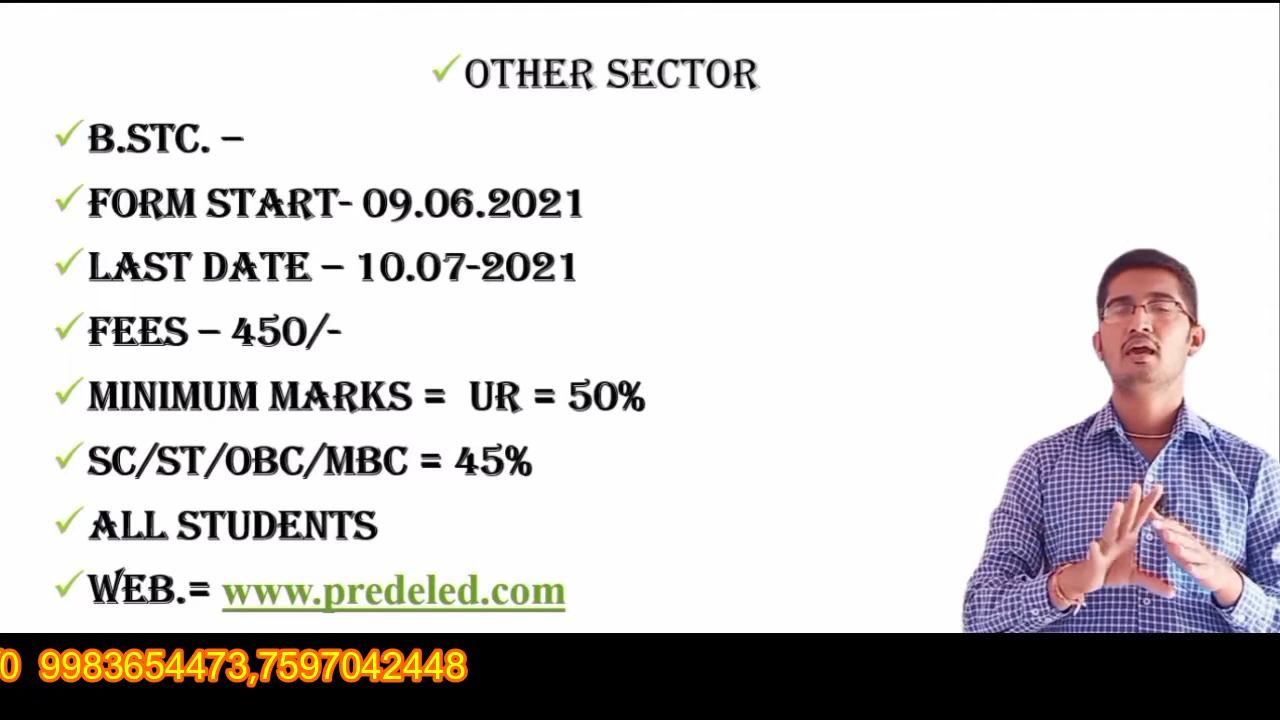 ✓OTHER SECTOR
✓B.STC. –
✓FORM START- 09.06.2021
✓LAST DATE – 10.07-2021
✓FEES – 450/-
✓MINIMUM MARKS = UR = 50%
✓SC/ST/OBC/MBC = 45%
✓ALL STUDENTS
✓WEB.= www.predeled.com
0 9983654473,7597042448